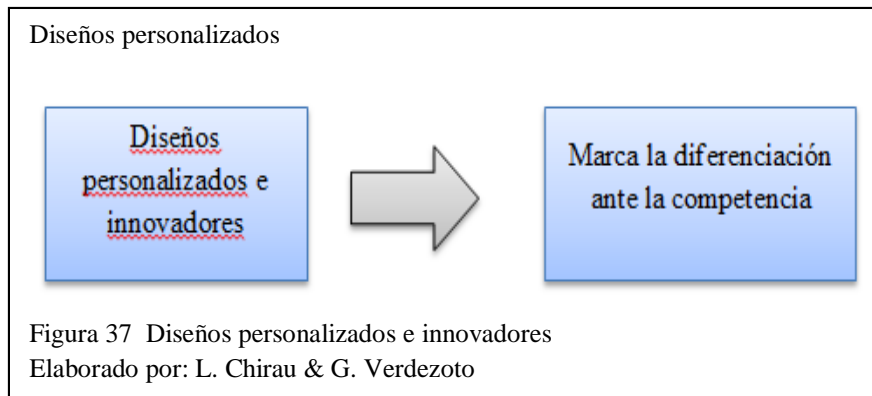 Diseños personalizados
Diseños
personalizados e
innovadores
Marca la diferenciación
ante la competencia
Figura 37  Diseños personalizados e innovadores
Elaborado por: L. Chirau & G. Verdezoto